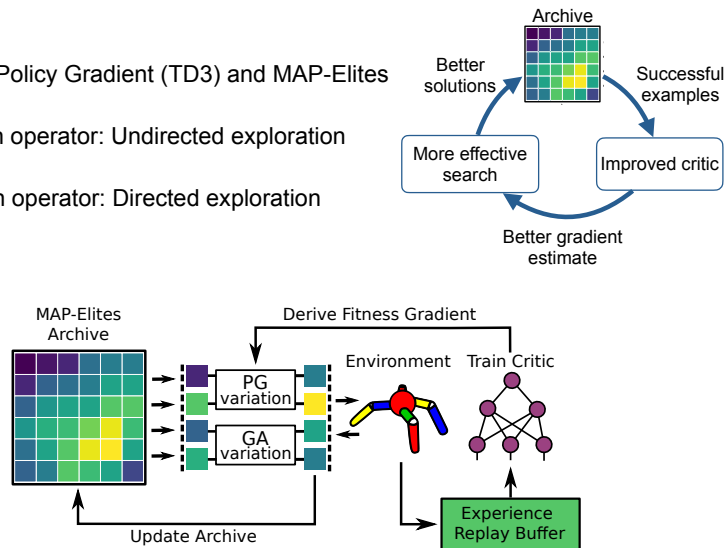 Policy Gradient (TD3) and MAP-Elites
operator: Undirected exploration
operator: Directed exploration
Archive
Better
solutions
Successful
examples
More effective
search
Improved critic
Better gradient
estimate
MAP-Elites
Archive
Derive Fitness Gradient
PG
variation
GA
variation
Environment
Train Critic
Update Archive
Experience
Replay Buffer